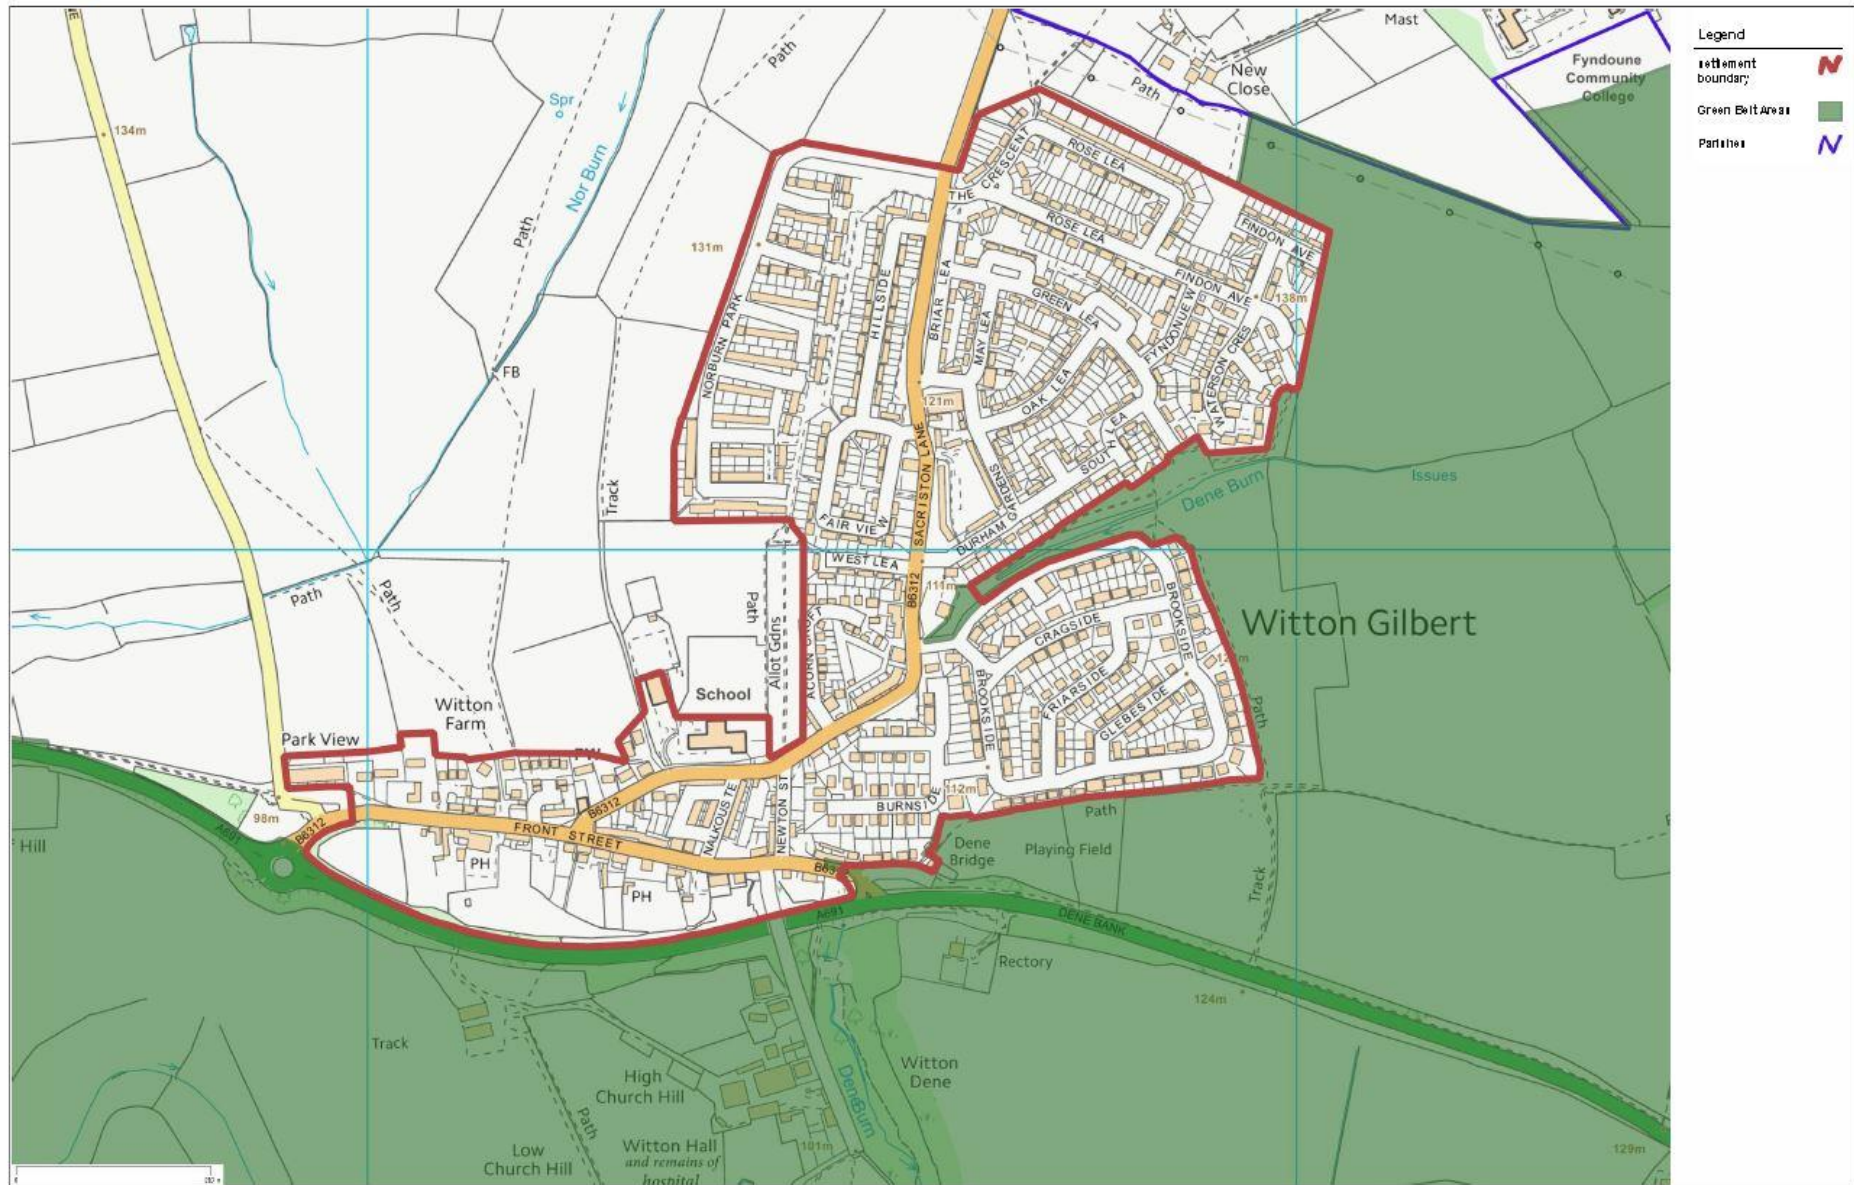 Legend
settlement
boundary
Green Belt Areas
Parishes
Mast
Fyndoune
Community
College
New
Close
Path
Path
134m
Spr
Nor Burn
Path
131m
FB
THE CRESCENT
ROSE LEA
ROSE LEA
FINDON AVE
FINDON AVE
138m
HILLSIDE
NORBURN PARK
BRIAR LEA
MAY LEA
GREEN LEA
FYNDONUEW
WATERSON CRES
OAK LEA
121m
SOUTH LEA
SACRISTON LANE
DURHAM GARDENS
FAIR VIEW
WEST LEA
Dene Burn
Issues
Track
Path
Path
Path
Allot Gdns
B6312
111m
ACORN CROFT
CRAGSIDE
BROOKSIDE
BROOKSIDE
FRIARSIDE
GLEBESIDE
Witton Gilbert
Path
School
Witton
Farm
Park View
98m
B6312
A691
B6312
FRONT STREET
NEWTON ST
BURNSIDE
112m
Path
PH
PH
Dene
Bridge
Playing Field
Track
Hill
A691
DENE BANK
Rectory
124m
Track
High
Church Hill
Path
Low
Church Hill
Witton Hall
and remains of
hospital
101m
Dene Burn
Witton
Dene
129m